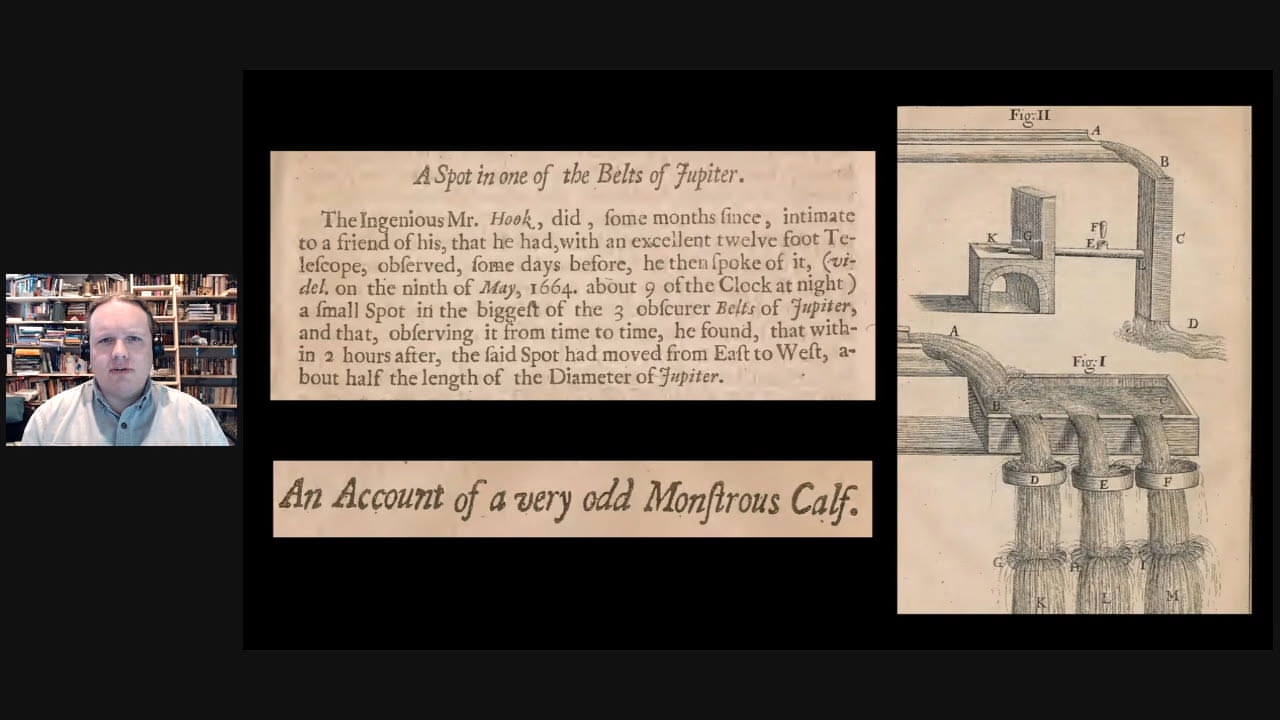 A Spot in one of the Belts of Jupiter.
The Ingenious Mr. Hook, did, ſome months ſince, intimate
to a friend of his, that he had, with an excellent twelve foot Te-
leſcope, obſerved, ſome days before, he then ſpoke of it, (vi-
del. on the ninth of May, 1664. about 9 of the Clock at night)
a ſmall Spot in the biggeſt of the 3 obſcurer Belts of Jupiter,
and that, obſerving it from time to time, he found, that with-
in 2 hours after, the ſaid Spot had moved from Eaſt to Weſt, a-
bout half the length of the Diameter of Jupiter.
An Account of a very odd Monſtrous Calf.
Fig: II
A
B
K
G
F
E
C
D
A
Fig: I
B
C
D
E
F
G
H
I
K
L
M